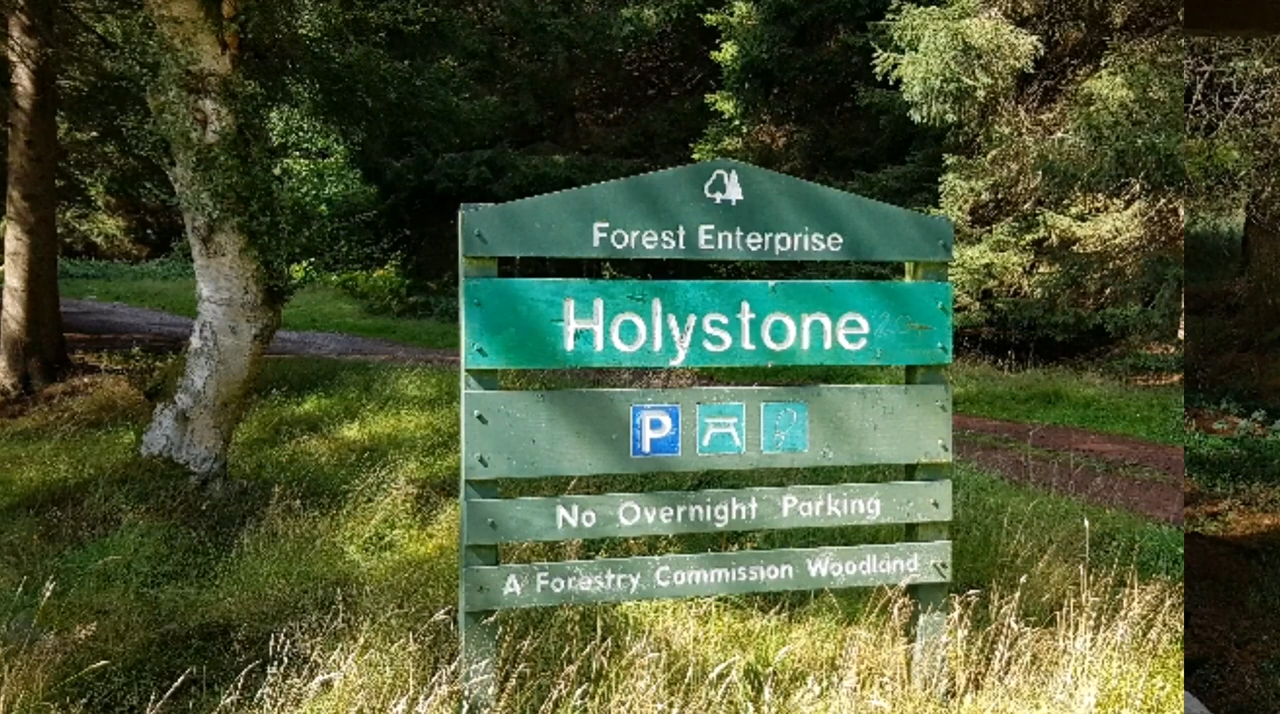 Forest Enterprise
Holystone
P
No Overnight Parking
A Forestry Commission Woodland